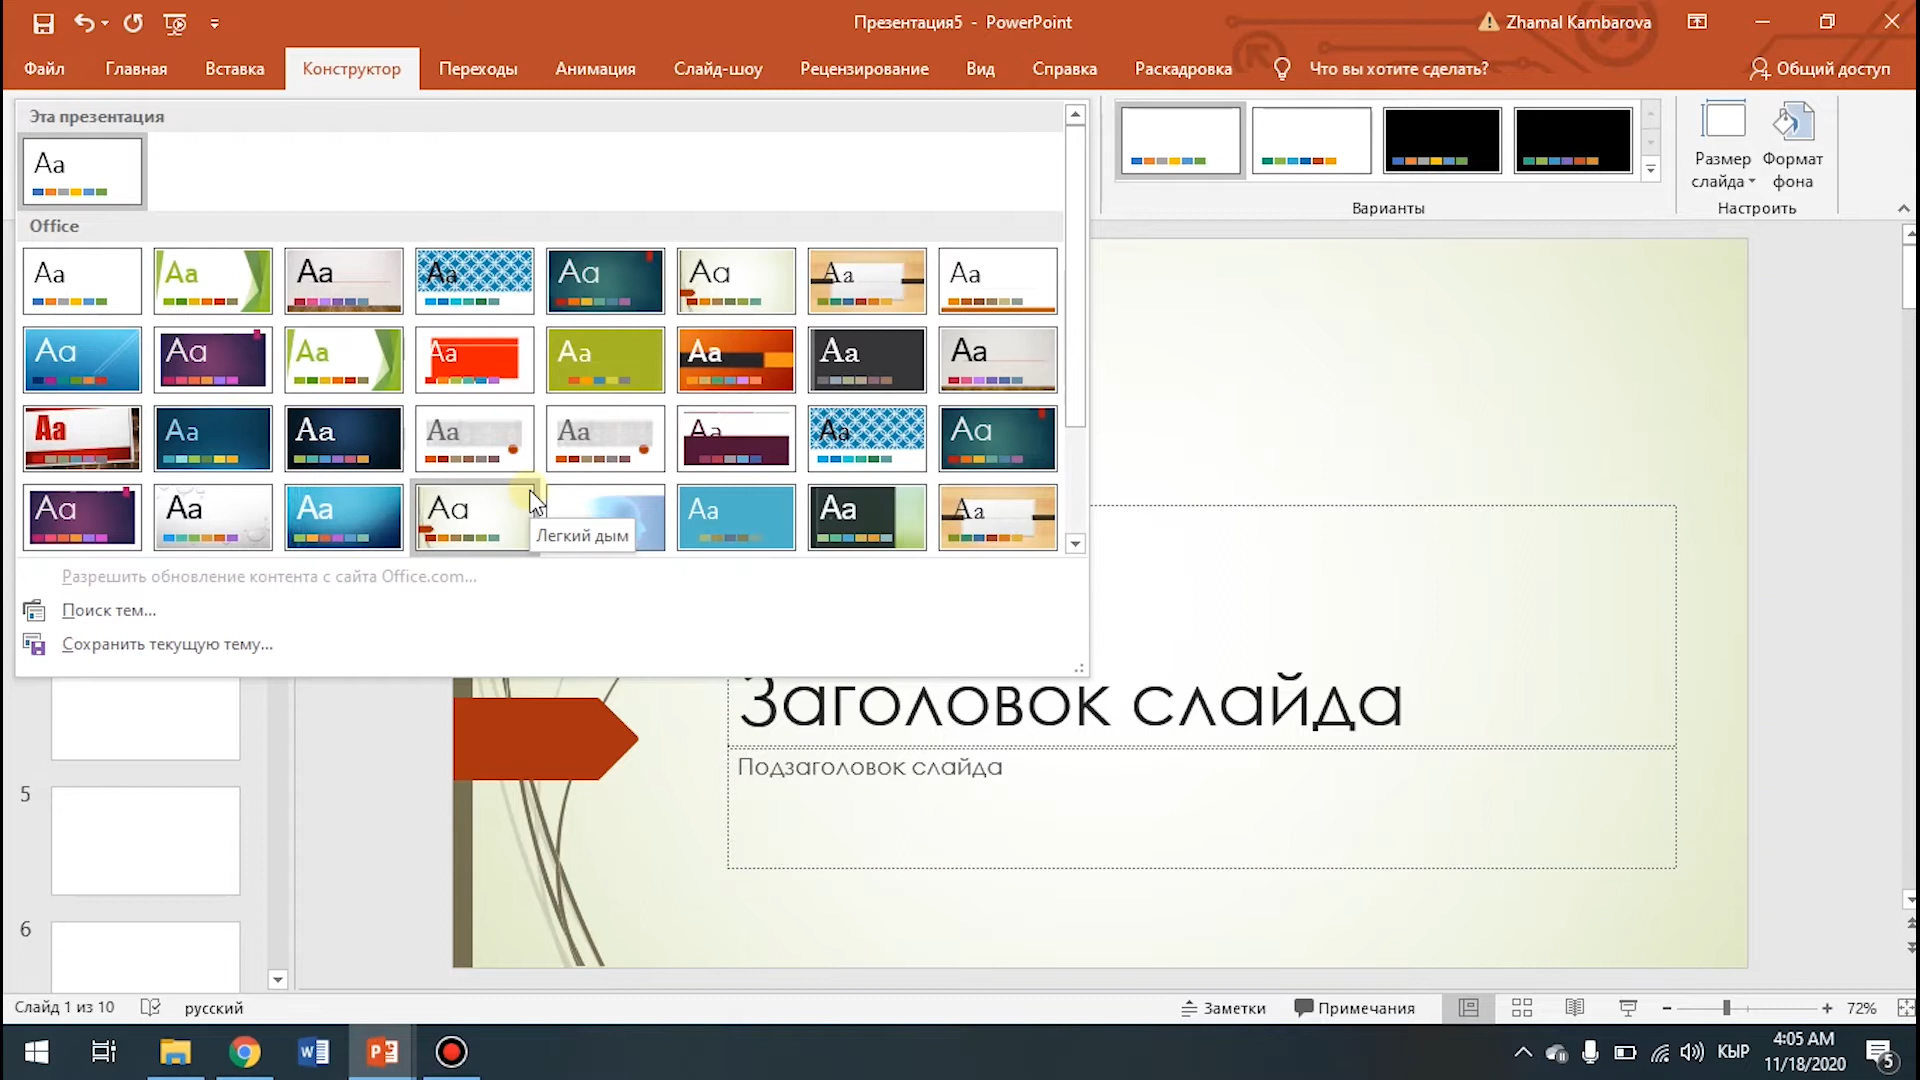 Презентация5 - PowerPoint
Zhamal Kambarova
Файл
Главная
Вставка
Конструктор
Переходы
Анимация
Слайд-шоу
Рецензирование
Вид
Справка
Раскадровка
Что вы хотите сделать?
Общий доступ
Эта презентация
Aa
Office
Aa Aa Aa Aa Aa Aa Aa Aa
Aa Aa Aa Aa Aa Aa Aa Aa
Aa Aa Aa Aa Aa Aa Aa Aa
Aa Aa Aa Aa Aa Aa Aa
Легкий дым
Разрешить обновление контента с сайта Office.com...
Поиск тем...
Сохранить текущую тему...
Варианты
Размер слайда
Формат фона
Настроить
Заголовок слайда
Подзаголовок слайда
5
6
Слайд 1 из 10
русский
Заметки
Примечания
72%
КЫР
4:05 AM
11/18/2020
5